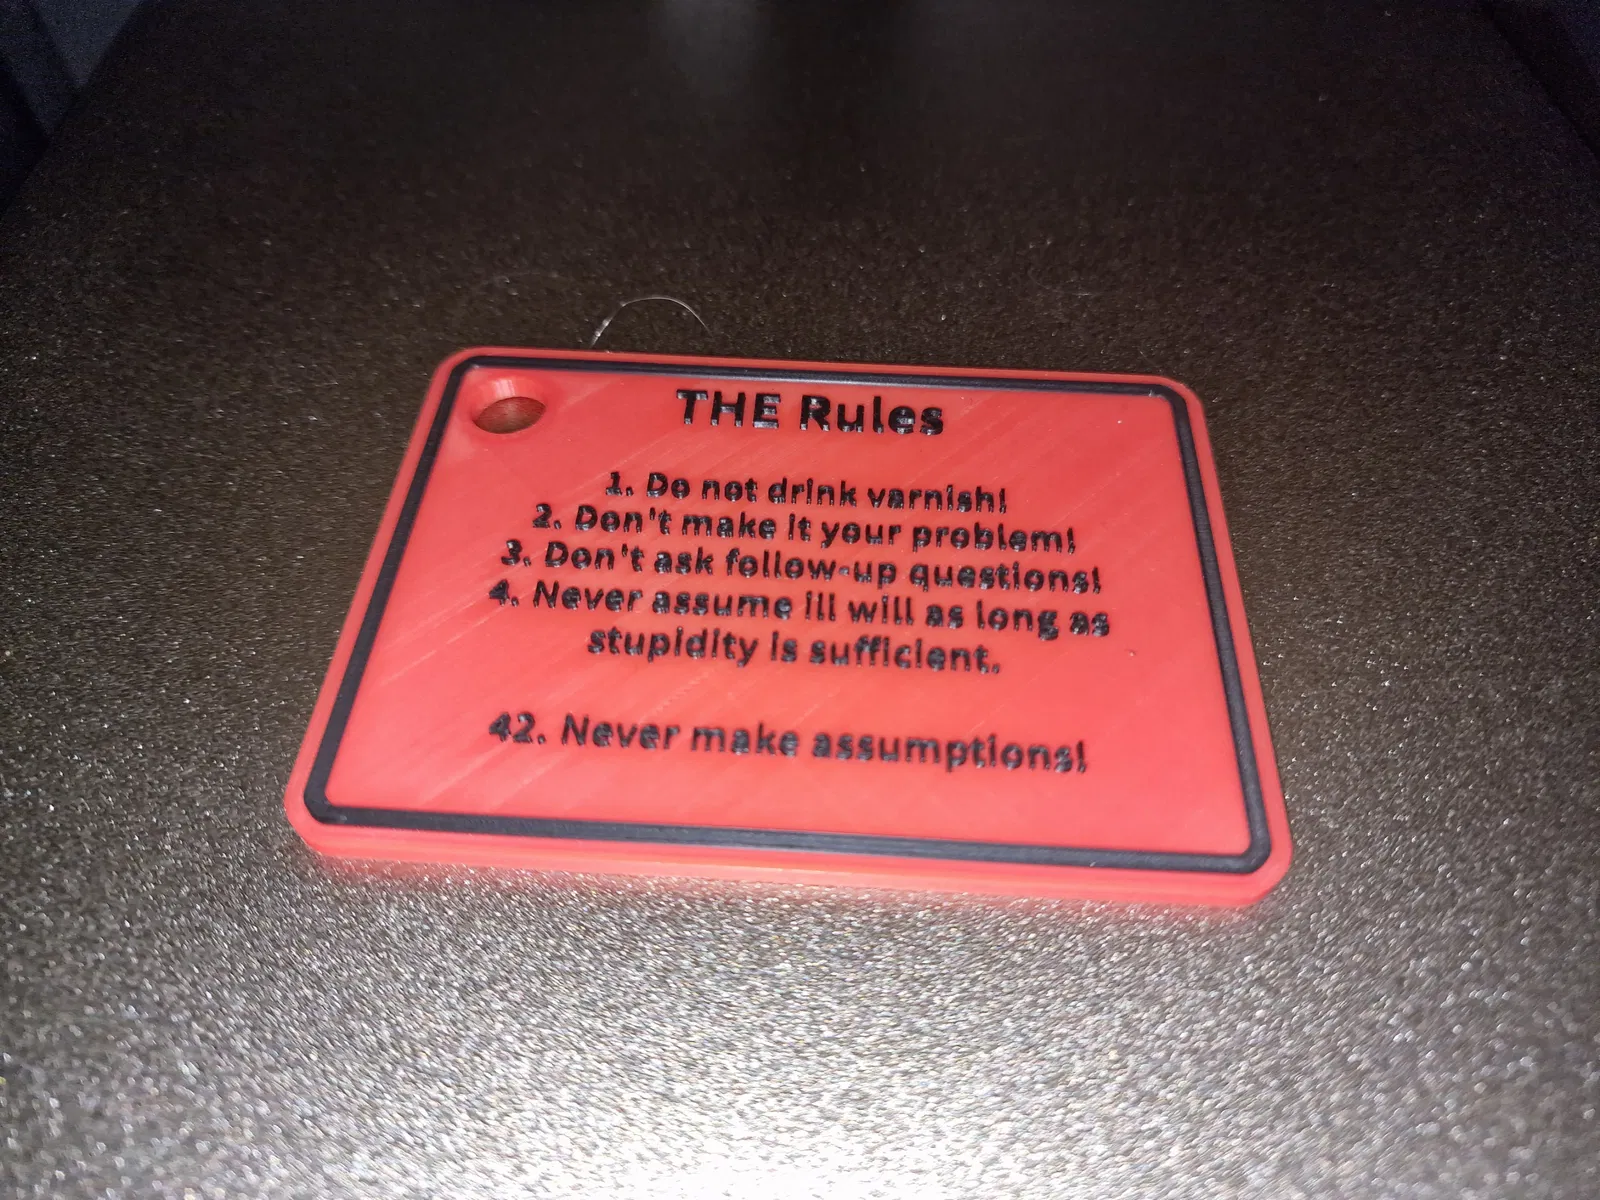 THE Rules
1. Do not drink varnish!
2. Don't make it your problem!
3. Don't ask follow-up questions!
4. Never assume ill will as long as
stupidity is sufficient.
42. Never make assumptions!